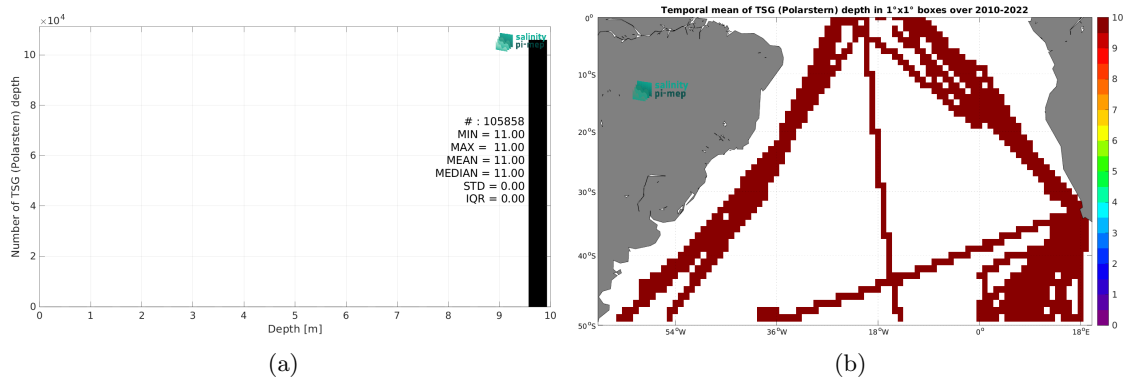 ×10⁴
salinity
pi-mep
Number of TSG (Polarstern) depth
10
8
6
4
2
0
# : 105858
MIN = 11.00
MAX = 11.00
MEAN = 11.00
MEDIAN = 11.00
STD = 0.00
IQR = 0.00
0 1 2 3 4 5 6 7 8 9 10
Depth [m]
(a)
Temporal mean of TSG (Polarstern) depth in 1°x1° boxes over 2010-2022
salinity
pi-mep
0°
10°S
20°S
30°S
40°S
50°S
54°W 36°W 18°W 0° 18°E
10
9
8
7
6
5
4
3
2
1
0
(b)